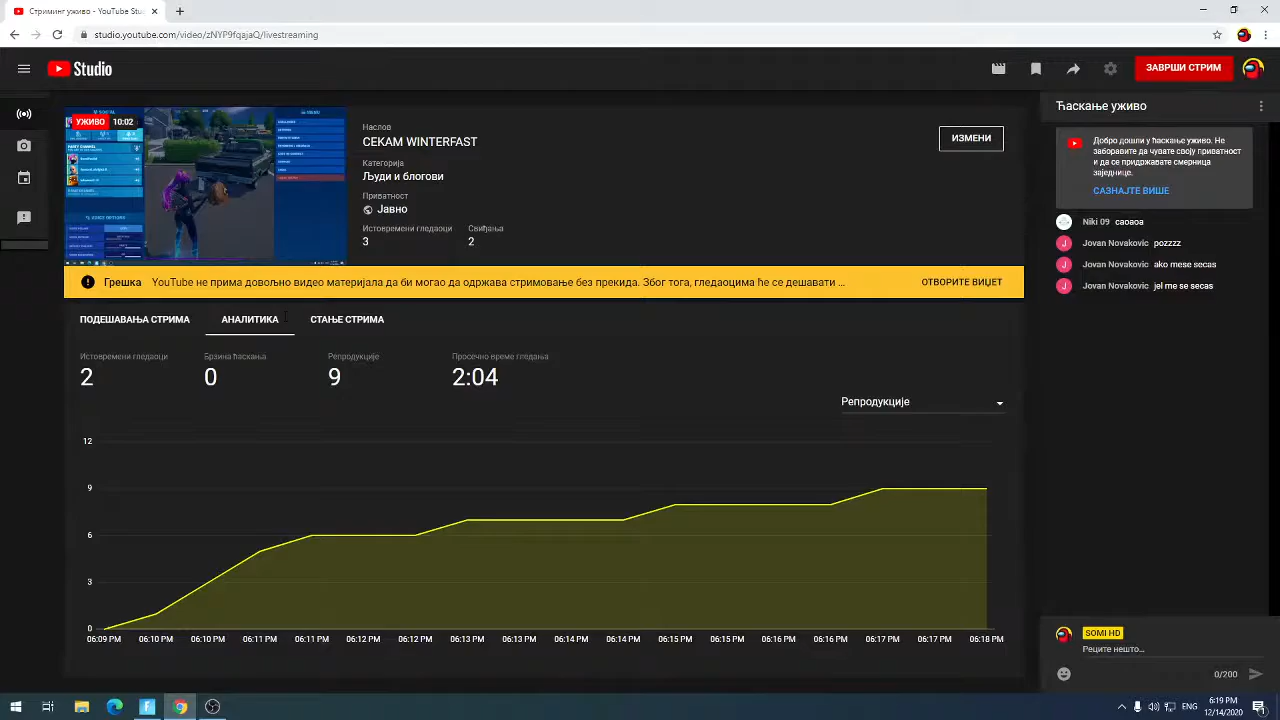 Стриминг уживо - YouTube Stu
studio.youtube.com/video/zNYP9fqajaQ/livestreaming
Studio
ЗАВРШИ СТРИМ
УЖИВО 10:02
Наслов
CEKAM WINTERFAST
ИЗМЕНИ
Категорија
Људи и блогови
Приватност
Јавно
Истовремени гледаоци
Свиђања
3
2
Грешка YouTube не прима довољно видео материјала да би могао да одржава стримовање без прекида. Због тога, гледаоцима ће се дешавати ...
ОТВОРИТЕ ВИЏЕТ
ПОДЕШАВАЊА СТРИМА
АНАЛИТИКА
СТАЊЕ СТРИМА
Истовремени гледаоци
Брзина ћаскања
Репродукције
Просечно време гледања
2
0
9
2:04
Репродукције
12
9
6
3
0
06:09 PM 06:10 PM 06:10 PM 06:11 PM 06:11 PM 06:12 PM 06:12 PM 06:13 PM 06:13 PM 06:14 PM 06:14 PM 06:15 PM 06:15 PM 06:16 PM 06:16 PM 06:17 PM 06:17 PM 06:18 PM
Ћаскање уживо
Добро дошли у ћаскање уживо. Не
заборавите да чувате своју приватност
и да се придржавате смерница
заједнице.
САЗНАЈТЕ ВИШЕ
Niki 09 caoaoa
Jovan Novakovic pozzzz
Jovan Novakovic ako mese secas
Jovan Novakovic jel me se secas
SOMI HD
Реците нешто...
0/200
ENG
6:19 PM
12/14/2020